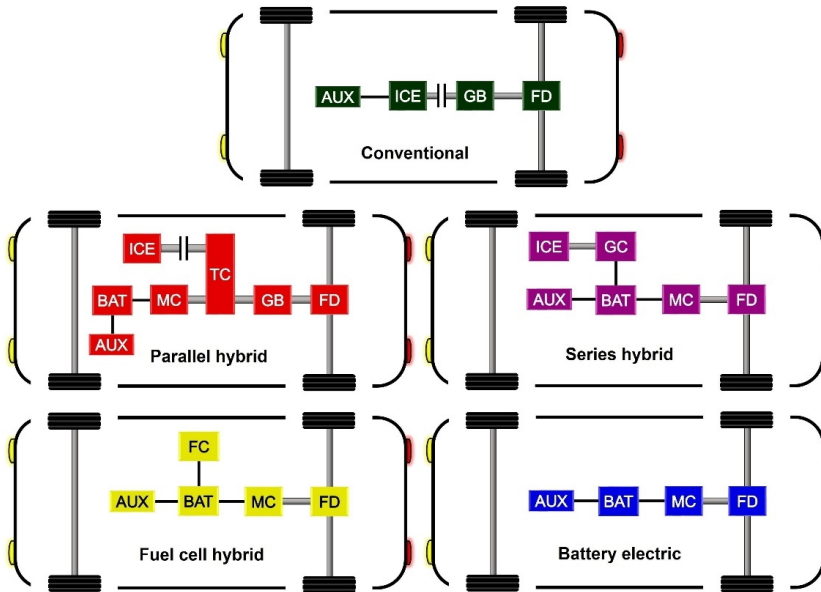 AUX ICE GB FD
Conventional
ICE
TC
BAT MC GB FD
AUX
Parallel hybrid
ICE GC
AUX BAT MC FD
Series hybrid
FC
AUX BAT MC FD
Fuel cell hybrid
AUX BAT MC FD
Battery electric